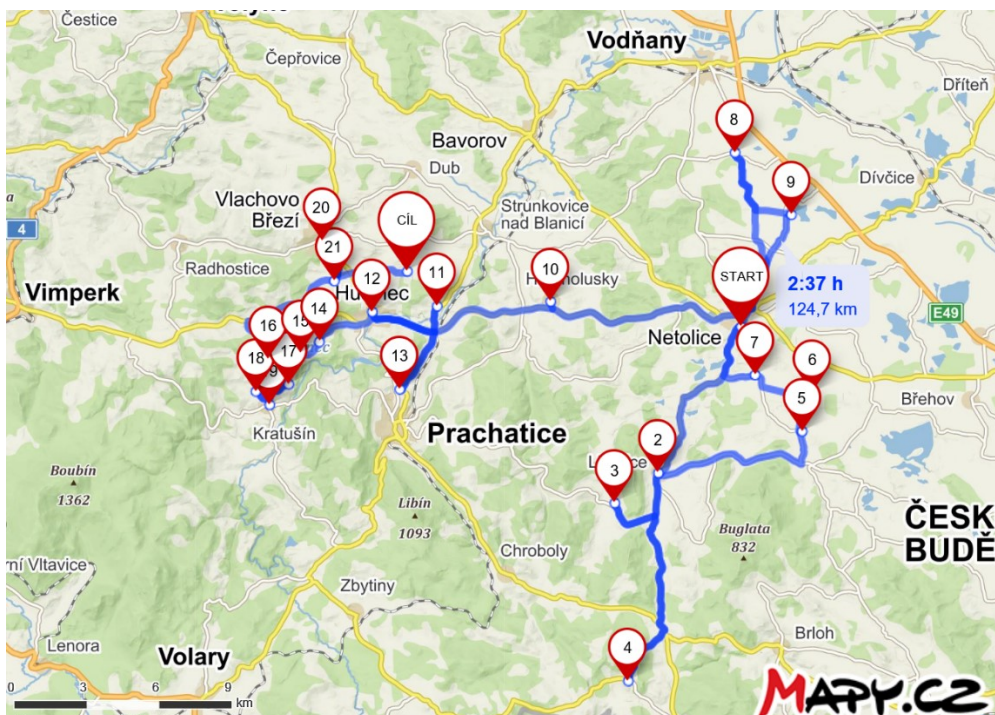 Čestice
Vodňany
Čepřovice
Dříteň
8
Bavorov
Dub
9
Dívčice
Vlachovo
Březí
20
Strunkovice
nad Blanicí
CÍL
4
21
Radhostice
11
START
2:37 h
124,7 km
12
10
Vimperk
14
E49
15
16
Netolice
7
6
17
13
18
9
5
Břehov
Kratušín
Prachatice
2
3
Boubín
1362
Libín
1093
Buglata
832
ČESK
BUDĚ
Chroboly
rní Vltavice
Zbytiny
Lenora
Volary
4
Brloh
0 3 6 9
km
MAPY.CZ